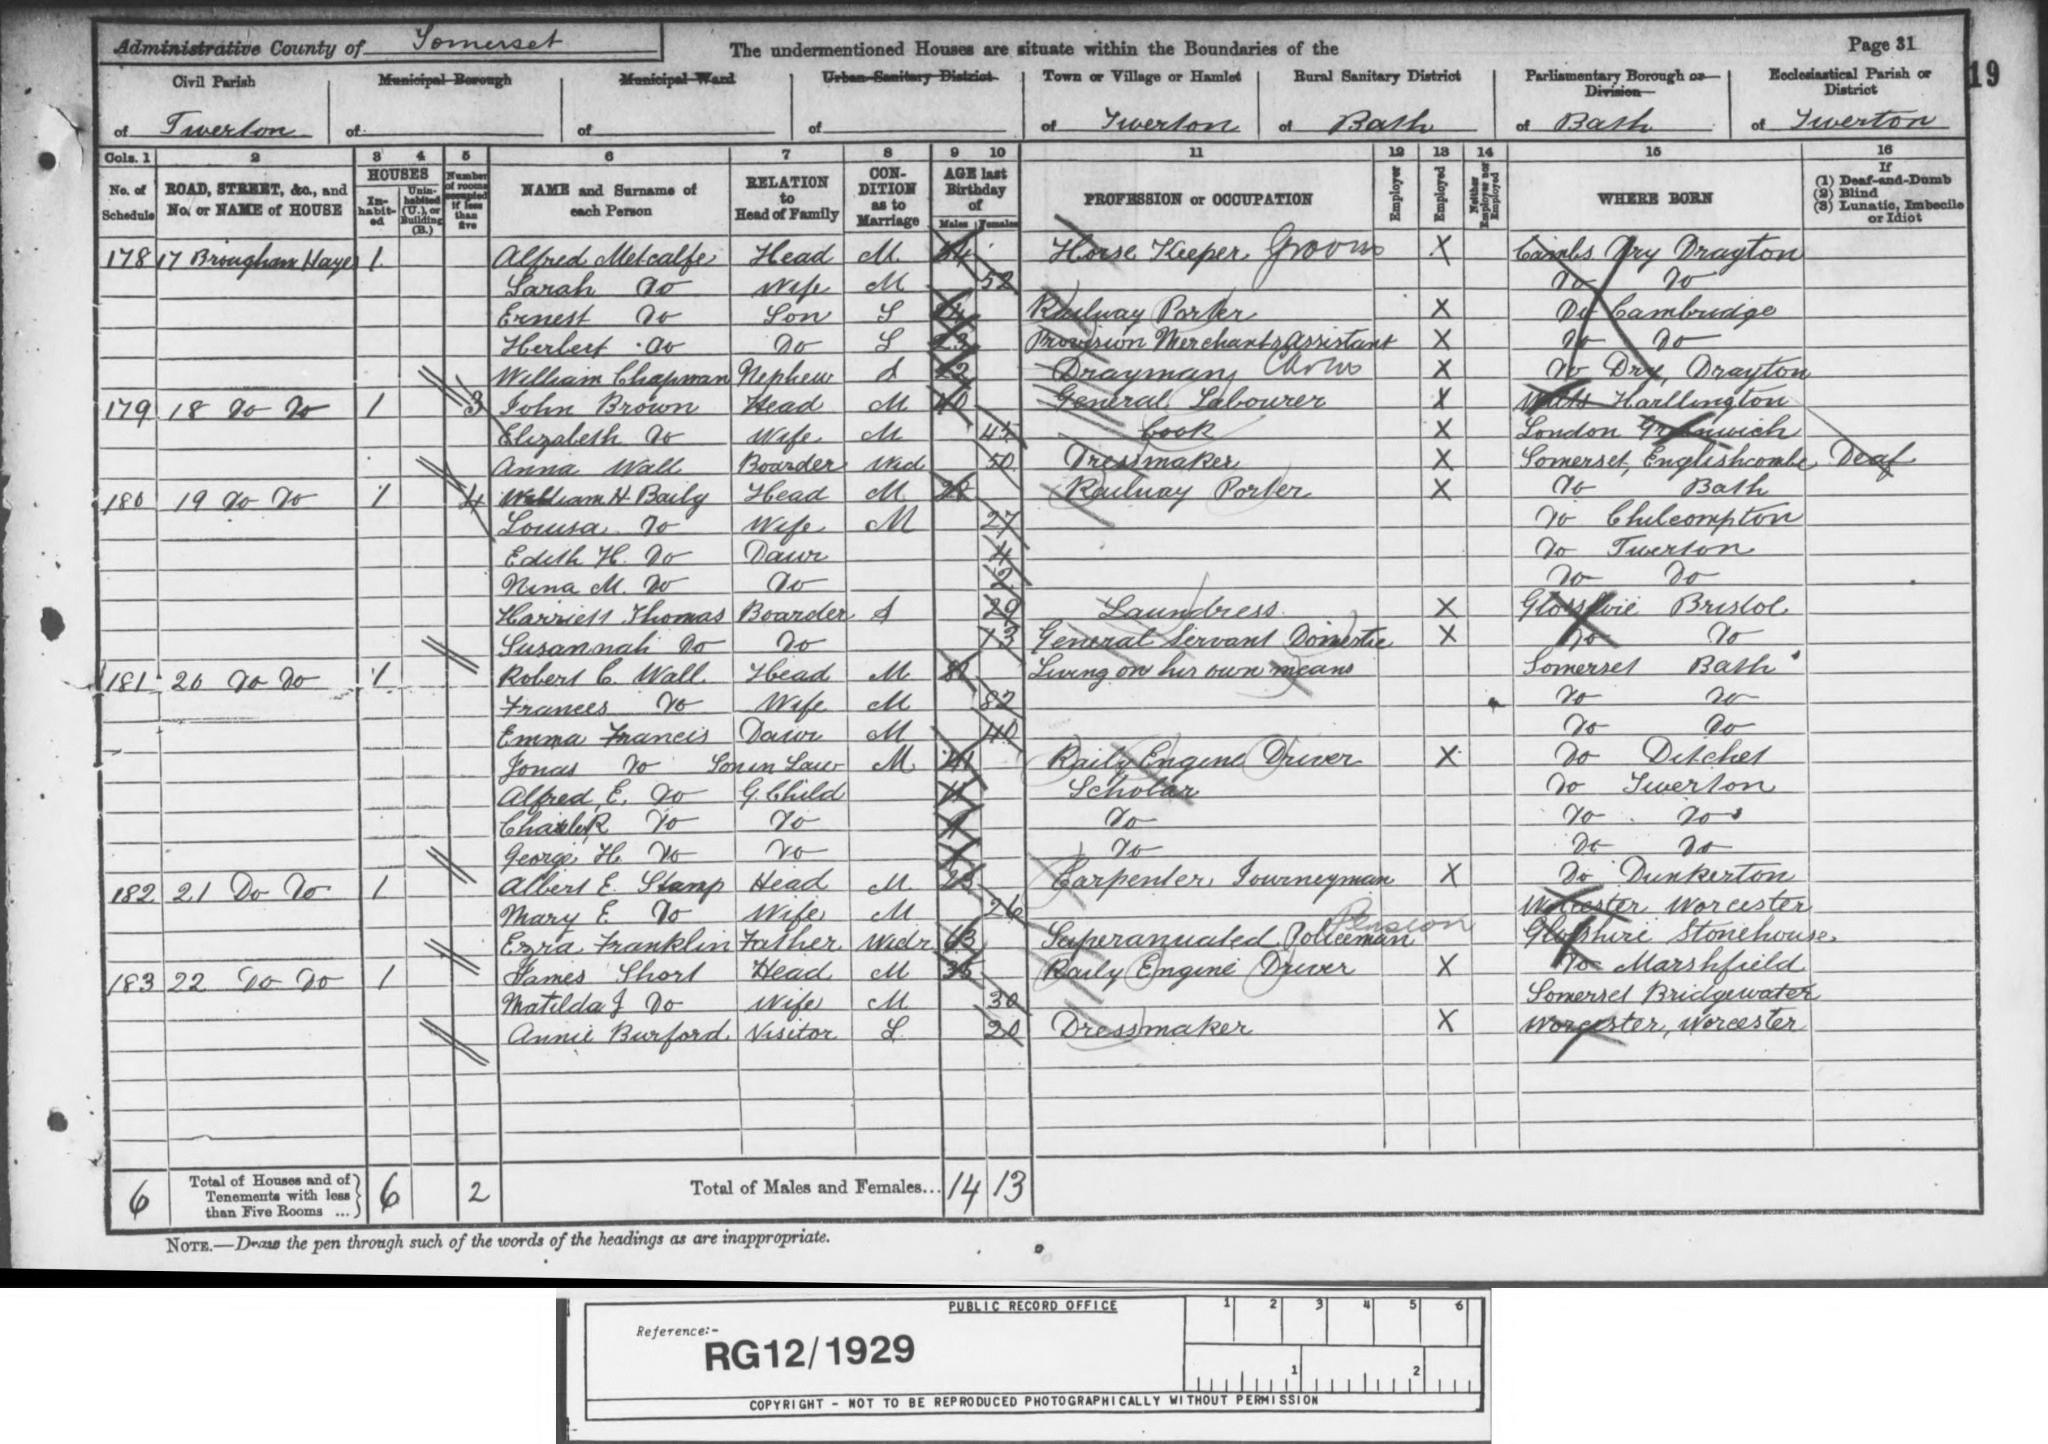 Administrative County of Somerset The undermentioned Houses are situate within the Boundaries of the Page 31
19
Civil Parish Municipal Borough Municipal Ward Urban Sanitary District Town or Village or Hamlet Rural Sanitary District Parliamentary Borough or Division Ecclesiastical Parish or District
of Twerton of of of of Twerton of Bath of Bath of Twerton
Cols. 1 2 3 4 5 6 7 8 9 10 11 12 13 14 15 16
No. of Schedule ROAD, STREET, &c., and No. or NAME of HOUSE HOUSES Inhabited Uninhabited (U.), or Building (B.) Number of rooms occupied if less than five NAME and Surname of each Person RELATION to Head of Family CONDITION as to Marriage AGE last Birthday of Males Females PROFESSION or OCCUPATION Employer Employed Neither Employer nor Employed WHERE BORN If (1) Deaf-and-Dumb (2) Blind (3) Lunatic, Imbecile or Idiot
178 17 Brougham Hayes 1 Alfred Metcalfe Head M 54 Horse Keeper Groom X Cambs Dry Drayton
Sarah Do Wife M 52 Do Do
Ernest Do Son S Railway Porter X Do Cambridge
Herbert Do Do S 23 Provision Merchants Assistant X Do Do
William Chapman Nephew S 22 Drayman X Do Dry Drayton
179 18 Do Do 1 3 John Brown Head M 40 General Labourer X Wilts Harllington
Elizabeth Do Wife M 45 Cook X London Greenwich
Anna Wall Boarder Wid 50 Dressmaker X Somerset, Englishcombe Deaf
180 19 Do Do 1 4 William H Baily Head M Railway Porter X Do Bath
Louisa Do Wife M 27 Do Chilcompton
Edith H. Do Daur 4 Do Twerton
Nina M. Do Do 2 Do Do
Harriett Thomas Boarder S 29 Laundress X Glosshire Bristol
Susannah Do Do 13 General Servant Domestic X Do Do
181 20 Do Do 1 Robert C. Wall Head M 81 Living on his own means Somerset Bath
Frances Do Wife M 82 Do Do
Emma Francis Daur M 40 Do Do
Jonas Do Son in Law M 41 Raily Engine Driver X Do Ditchet
Alfred E. Do G. Child 11 Scholar Do Twerton
Charles R Do Do Do Do Do
George H. Do Do Do Do Do
182 21 Do Do 1 Albert E. Stamp Head M 23 Carpenter Journeyman X Do Dunkerton
Mary E Do Wife M 26 Worcester Worcester
Ezra Franklin Father Widr 63 Superanuated Policeman Pension Glosshire Stonehouse
183 22 Do Do 1 James Short Head M 35 Raily Engine Driver X Do Marshfield
Matilda J Do Wife M 30 Somerset Bridgewater
Annie Burford Visitor S 20 Dressmaker X Worcester, Worcester
6 Total of Houses and of Tenements with less than Five Rooms ... 6 2 Total of Males and Females... 14 13
NOTE.—Draw the pen through such of the words of the headings as are inappropriate.
PUBLIC RECORD OFFICE 1 2 3 4 5 6
Reference:-
RG12/1929
1 2
COPYRIGHT - NOT TO BE REPRODUCED PHOTOGRAPHICALLY WITHOUT PERMISSION